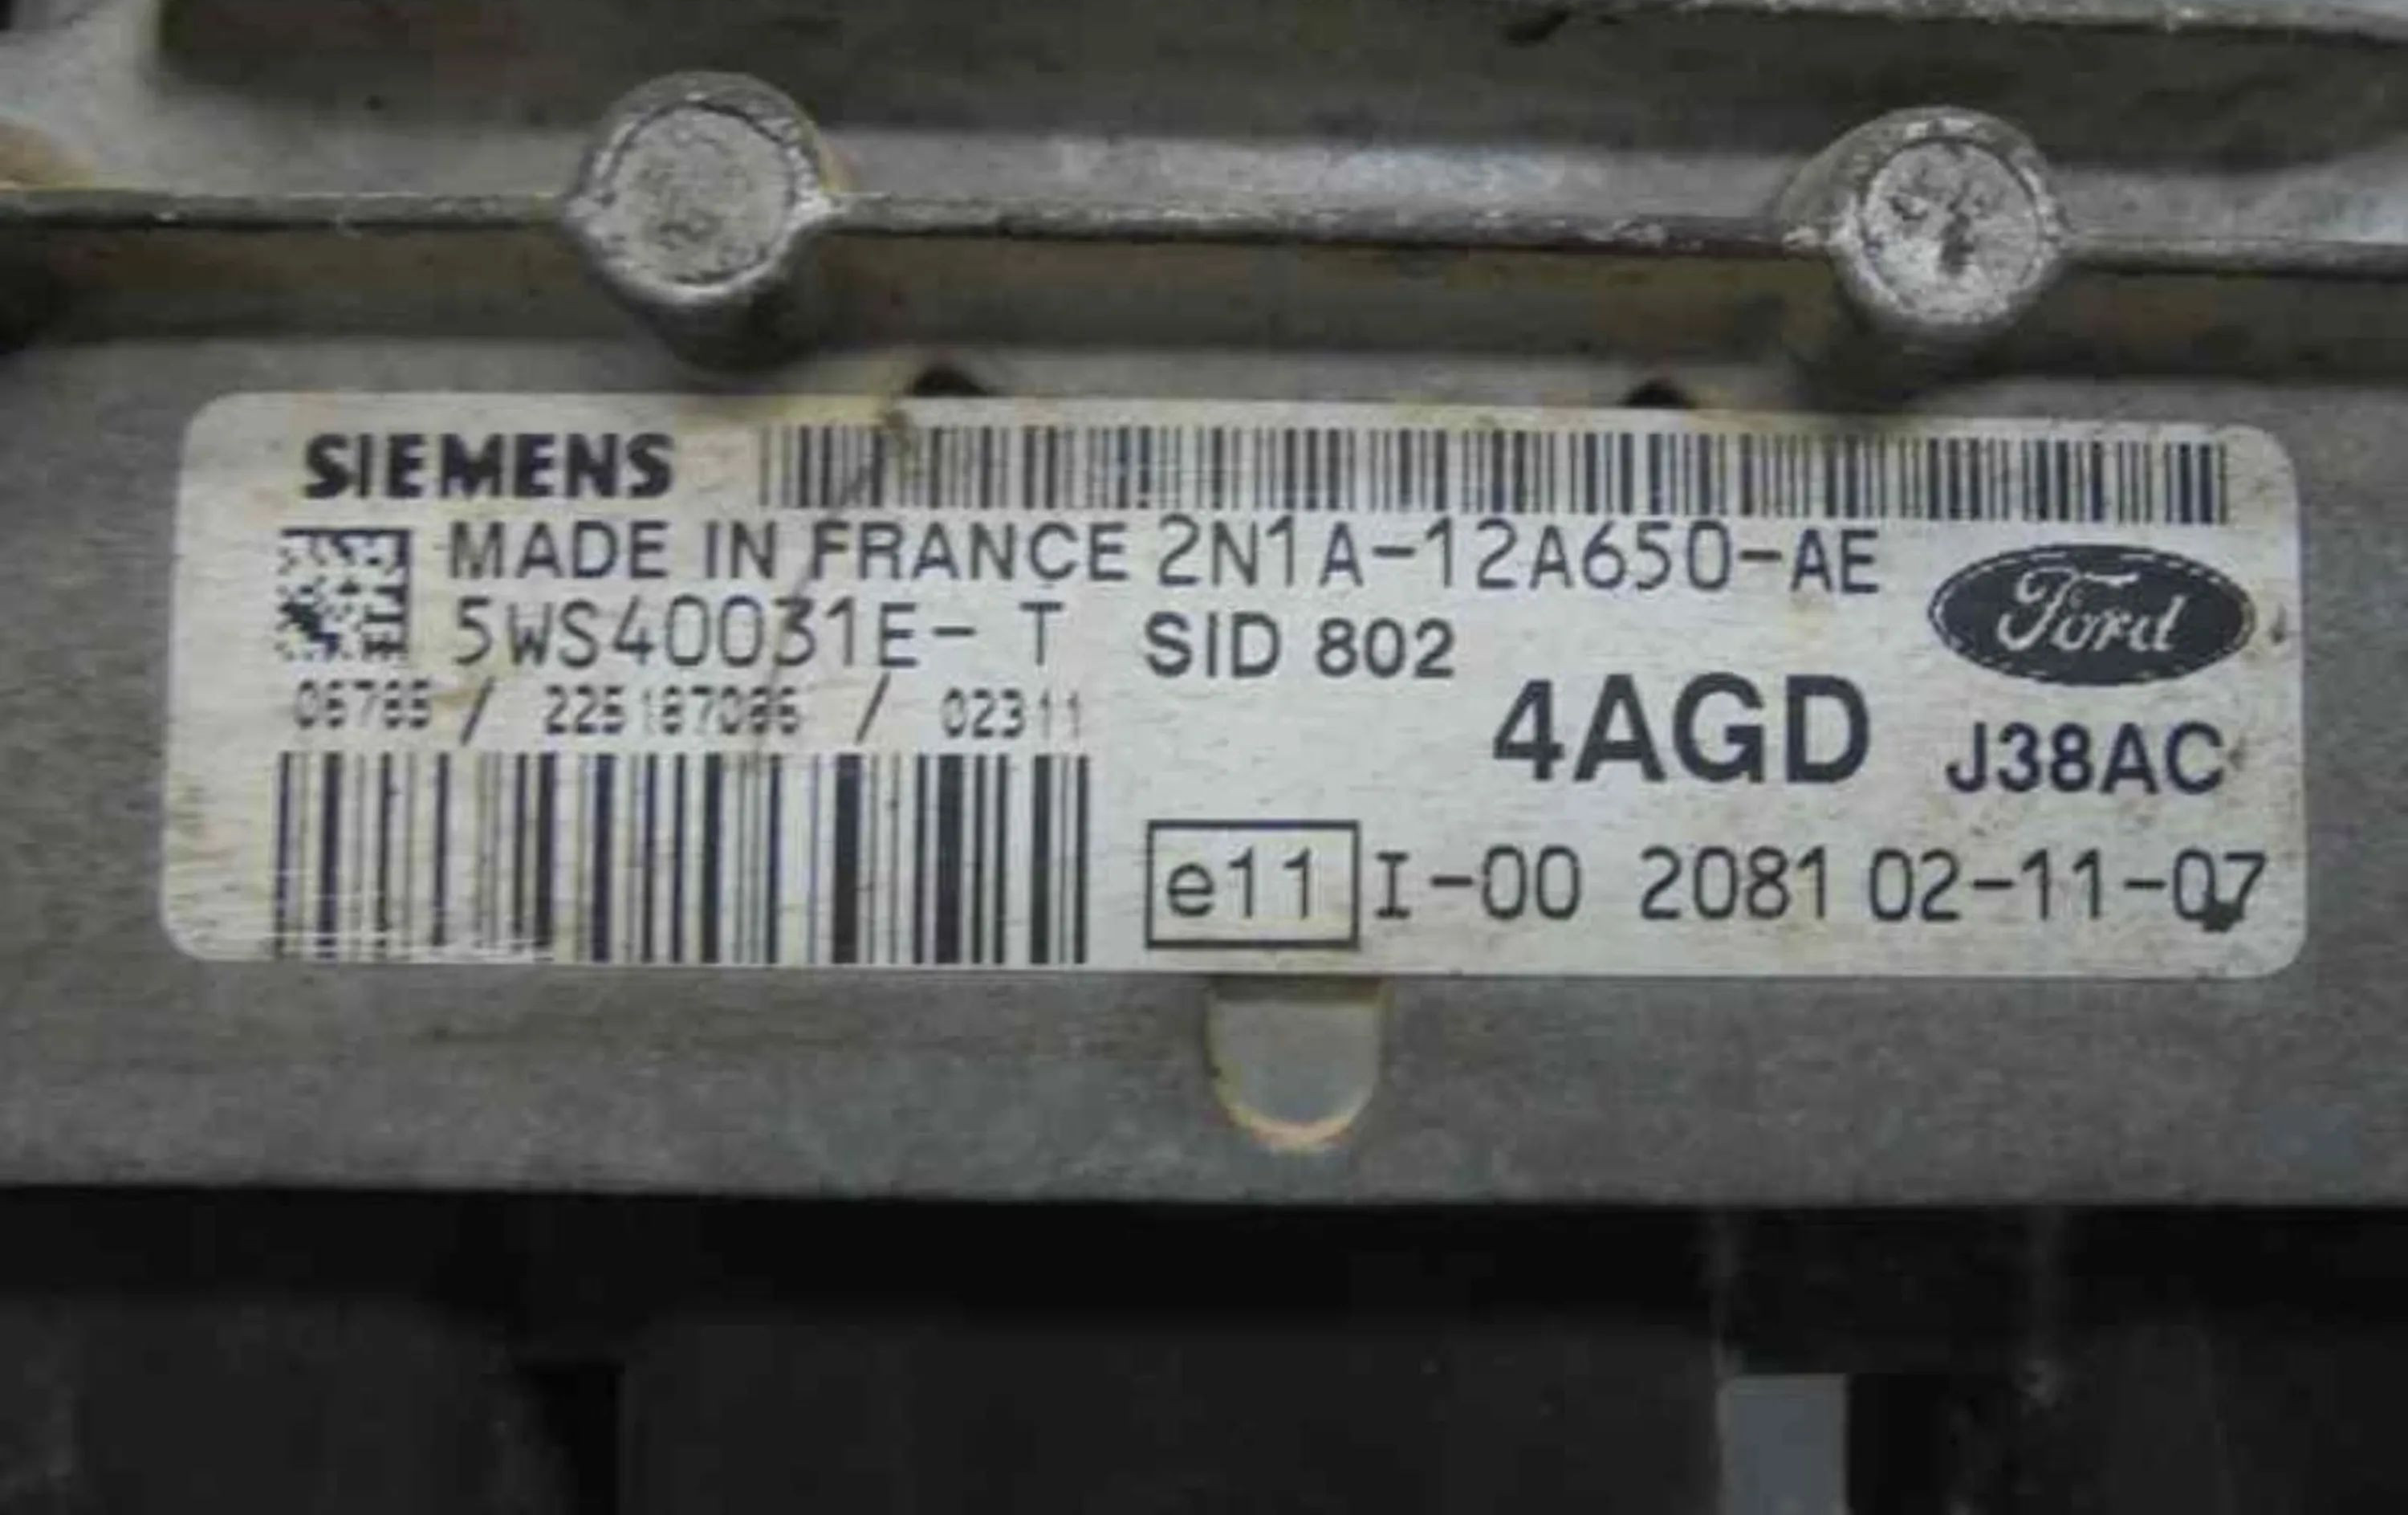 SIEMENS
MADE IN FRANCE 2N1A-12A650-AE
Ford
5WS40031E- T SID 802
/ / 02311
4AGD J38AC
e11 I-00 2081 02-11-07